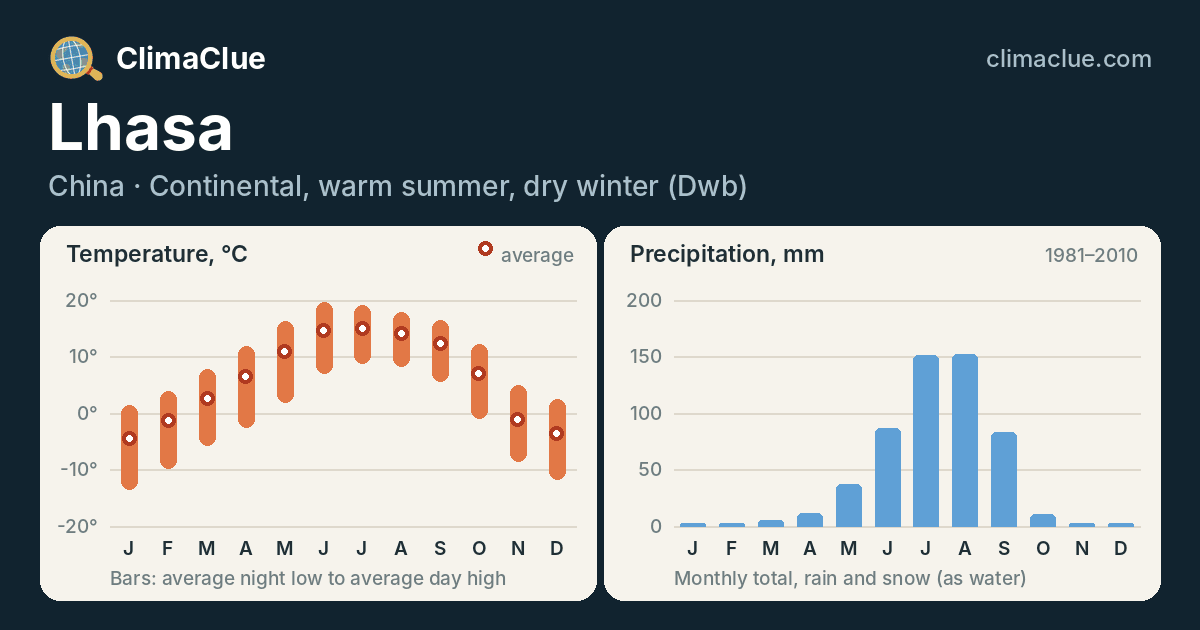 ClimaClue
climaclue.com
Lhasa
China · Continental, warm summer, dry winter (Dwb)
Temperature, °C
average
20°
10°
0°
-10°
-20°
J F M A M J J A S O N D
Bars: average night low to average day high
Precipitation, mm
1981–2010
200
150
100
50
0
J F M A M J J A S O N D
Monthly total, rain and snow (as water)